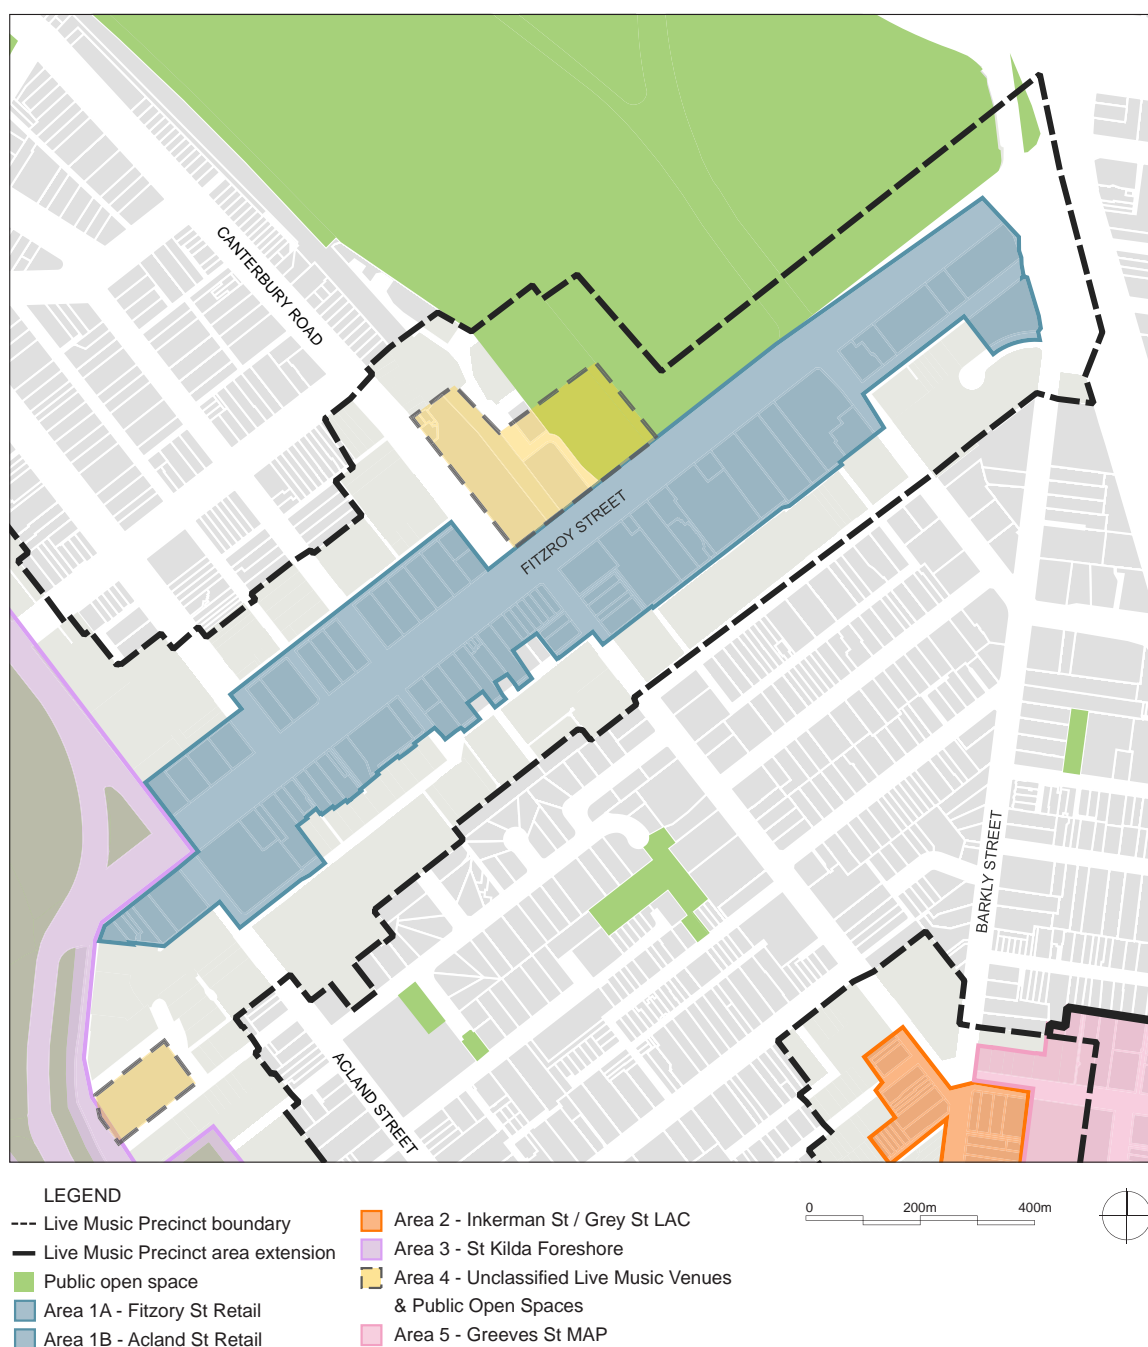 CANTERBURY ROAD
FITZROY STREET
BARKLY STREET
ACLAND STREET
LEGEND
Live Music Precinct boundary
Live Music Precinct area extension
Public open space
Area 1A - Fitzory St Retail
Area 1B - Acland St Retail
Area 2 - Inkerman St / Grey St LAC
Area 3 - St Kilda Foreshore
Area 4 - Unclassified Live Music Venues
& Public Open Spaces
Area 5 - Greeves St MAP
0 200m 400m